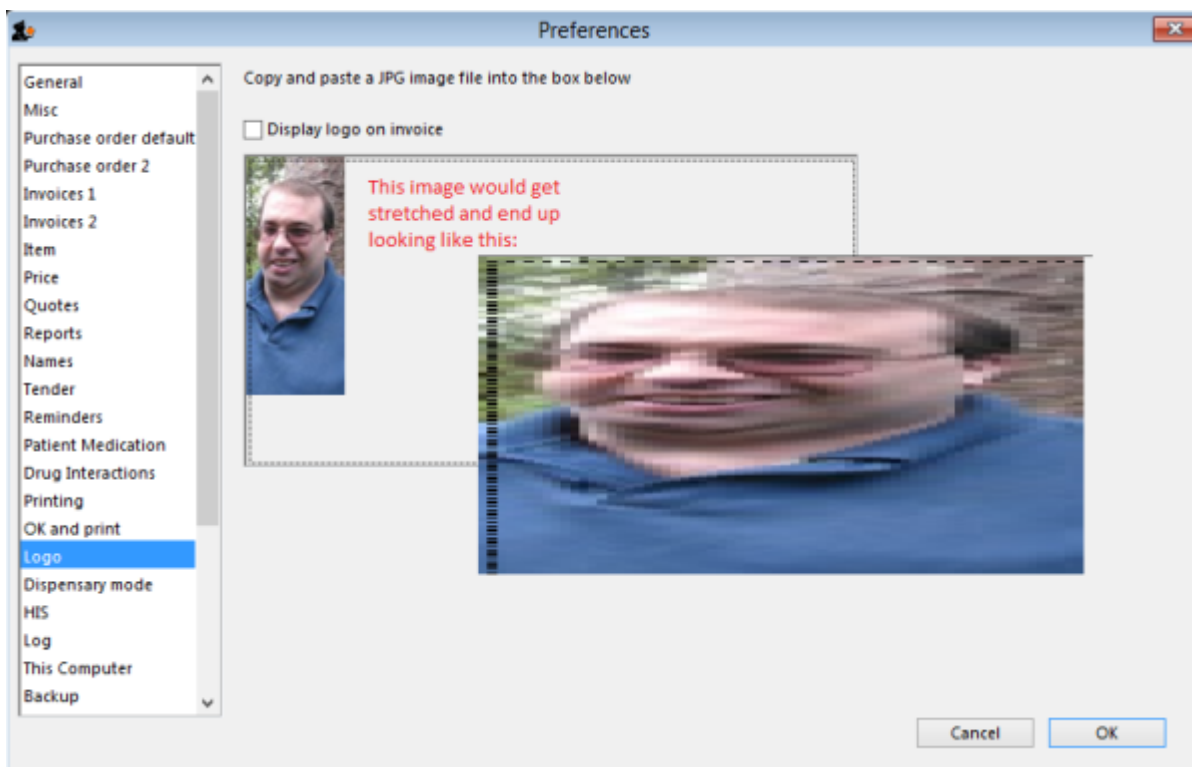 Preferences
General
Misc
Purchase order default
Purchase order 2
Invoices 1
Invoices 2
Item
Price
Quotes
Reports
Names
Tender
Reminders
Patient Medication
Drug Interactions
Printing
OK and print
Logo
Dispensary mode
HIS
Log
This Computer
Backup
Copy and paste a JPG image file into the box below
Display logo on invoice
This image would get
stretched and end up
looking like this:
Cancel
OK